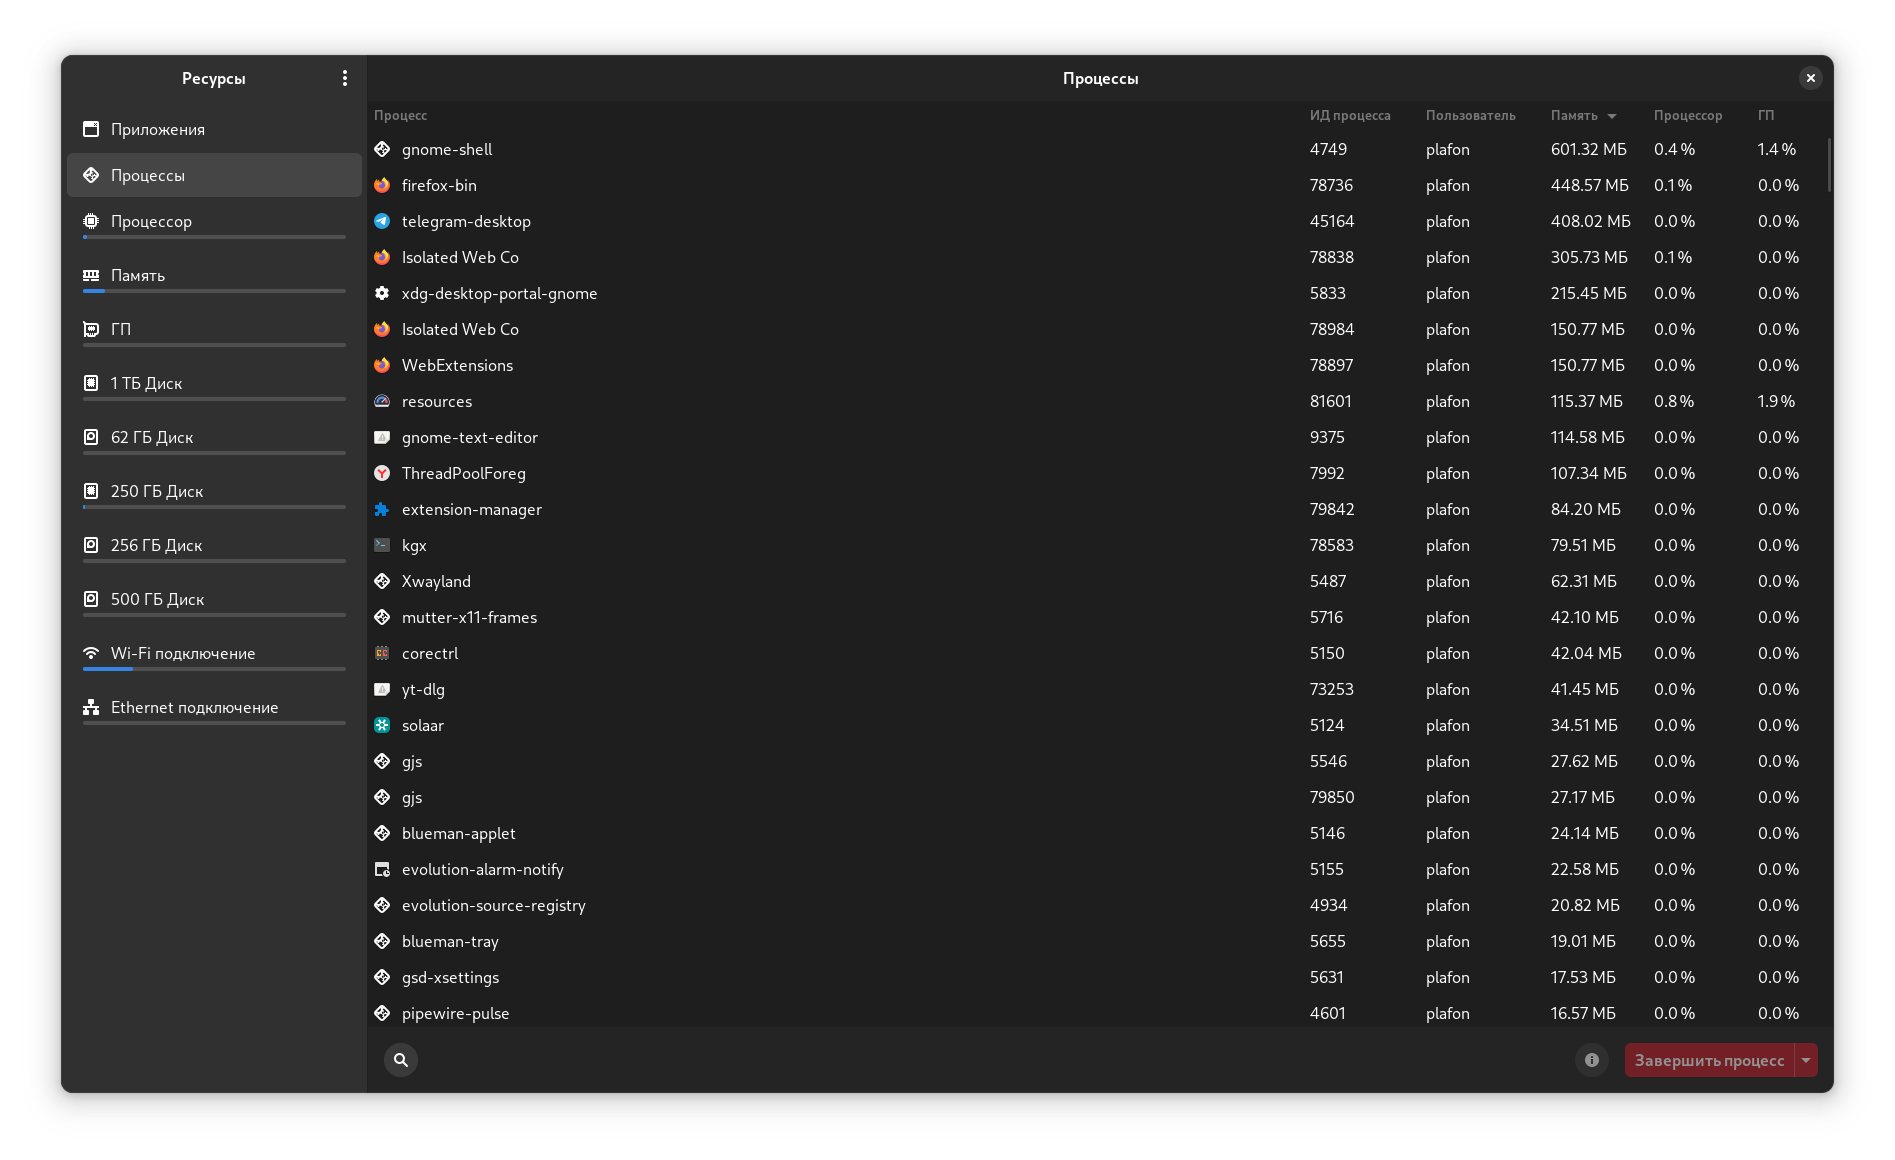 Ресурсы
Приложения
Процессы
Процессор
Память
ГП
1 ТБ Диск
62 ГБ Диск
250 ГБ Диск
256 ГБ Диск
500 ГБ Диск
Wi-Fi подключение
Ethernet подключение
Процессы
Процесс ИД процесса Пользователь Память Процессор ГП
gnome-shell 4749 plafon 601.32 МБ 0.4 % 1.4 %
firefox-bin 78736 plafon 448.57 МБ 0.1 % 0.0 %
telegram-desktop 45164 plafon 408.02 МБ 0.0 % 0.0 %
Isolated Web Co 78838 plafon 305.73 МБ 0.1 % 0.0 %
xdg-desktop-portal-gnome 5833 plafon 215.45 МБ 0.0 % 0.0 %
Isolated Web Co 78984 plafon 150.77 МБ 0.0 % 0.0 %
WebExtensions 78897 plafon 150.77 МБ 0.0 % 0.0 %
resources 81601 plafon 115.37 МБ 0.8 % 1.9 %
gnome-text-editor 9375 plafon 114.58 МБ 0.0 % 0.0 %
ThreadPoolForeg 7992 plafon 107.34 МБ 0.0 % 0.0 %
extension-manager 79842 plafon 84.20 МБ 0.0 % 0.0 %
kgx 78583 plafon 79.51 МБ 0.0 % 0.0 %
Xwayland 5487 plafon 62.31 МБ 0.0 % 0.0 %
mutter-x11-frames 5716 plafon 42.10 МБ 0.0 % 0.0 %
corectrl 5150 plafon 42.04 МБ 0.0 % 0.0 %
yt-dlg 73253 plafon 41.45 МБ 0.0 % 0.0 %
solaar 5124 plafon 34.51 МБ 0.0 % 0.0 %
gjs 5546 plafon 27.62 МБ 0.0 % 0.0 %
gjs 79850 plafon 27.17 МБ 0.0 % 0.0 %
blueman-applet 5146 plafon 24.14 МБ 0.0 % 0.0 %
evolution-alarm-notify 5155 plafon 22.58 МБ 0.0 % 0.0 %
evolution-source-registry 4934 plafon 20.82 МБ 0.0 % 0.0 %
blueman-tray 5655 plafon 19.01 МБ 0.0 % 0.0 %
gsd-xsettings 5631 plafon 17.53 МБ 0.0 % 0.0 %
pipewire-pulse 4601 plafon 16.57 МБ 0.0 % 0.0 %
Завершить процесс